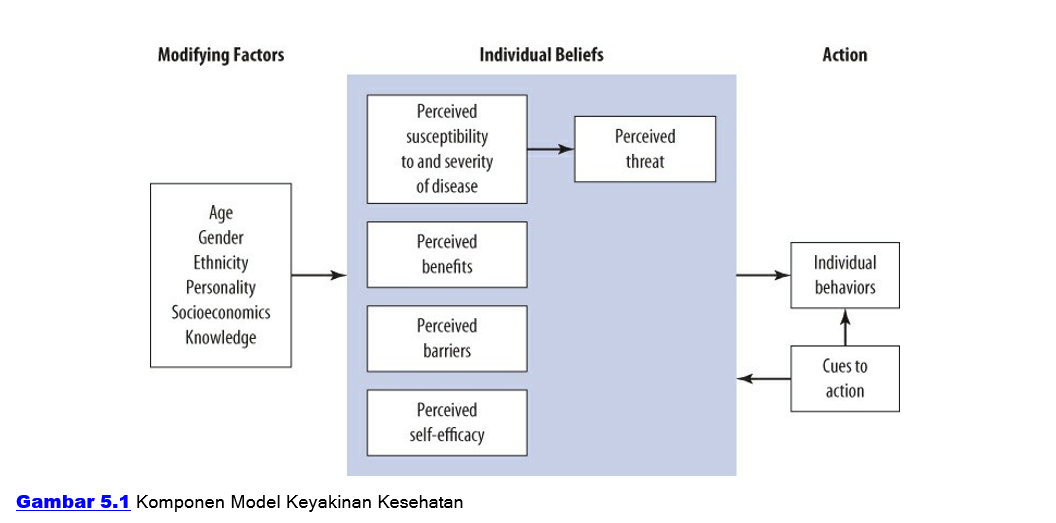 Modifying Factors
Individual Beliefs
Action
Age
Gender
Ethnicity
Personality
Socioeconomics
Knowledge
Perceived
susceptibility
to and severity
of disease
Perceived
threat
Perceived
benefits
Perceived
barriers
Perceived
self-efficacy
Individual
behaviors
Cues to
action
Gambar 5.1 Komponen Model Keyakinan Kesehatan